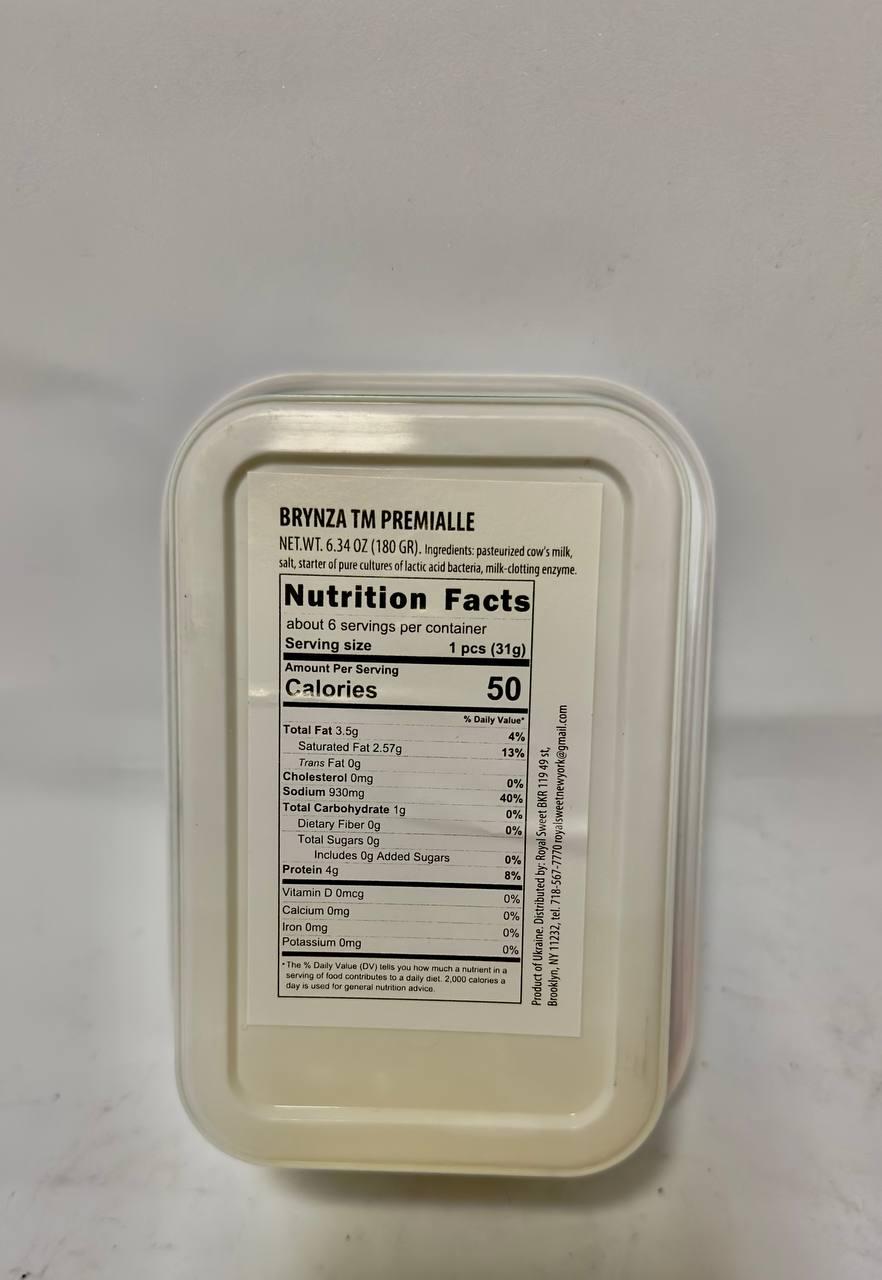 BRYNZA TM PREMIALLE
NET.WT. 6.34 OZ (180 GR). Ingredients: pasteurized cow's milk,
salt, starter of pure cultures of lactic acid bacteria, milk-clotting enzyme.
Nutrition Facts
about 6 servings per container
Serving size 1 pcs (31g)
Amount Per Serving
Calories 50
% Daily Value*
Total Fat 3.5g 4%
Saturated Fat 2.57g 13%
Trans Fat 0g
Cholesterol 0mg 0%
Sodium 930mg 40%
Total Carbohydrate 1g 0%
Dietary Fiber 0g 0%
Total Sugars 0g
Includes 0g Added Sugars 0%
Protein 4g 8%
Vitamin D 0mcg 0%
Calcium 0mg 0%
Iron 0mg 0%
Potassium 0mg 0%
* The % Daily Value (DV) tells you how much a nutrient in a
serving of food contributes to a daily diet. 2,000 calories a
day is used for general nutrition advice.
Product of Ukraine. Distributed by: Royal Sweet BKR 119 49 st,
Brooklyn, NY 11232, tel. 718-567-7770 royalsweetnewyork@gmail.com